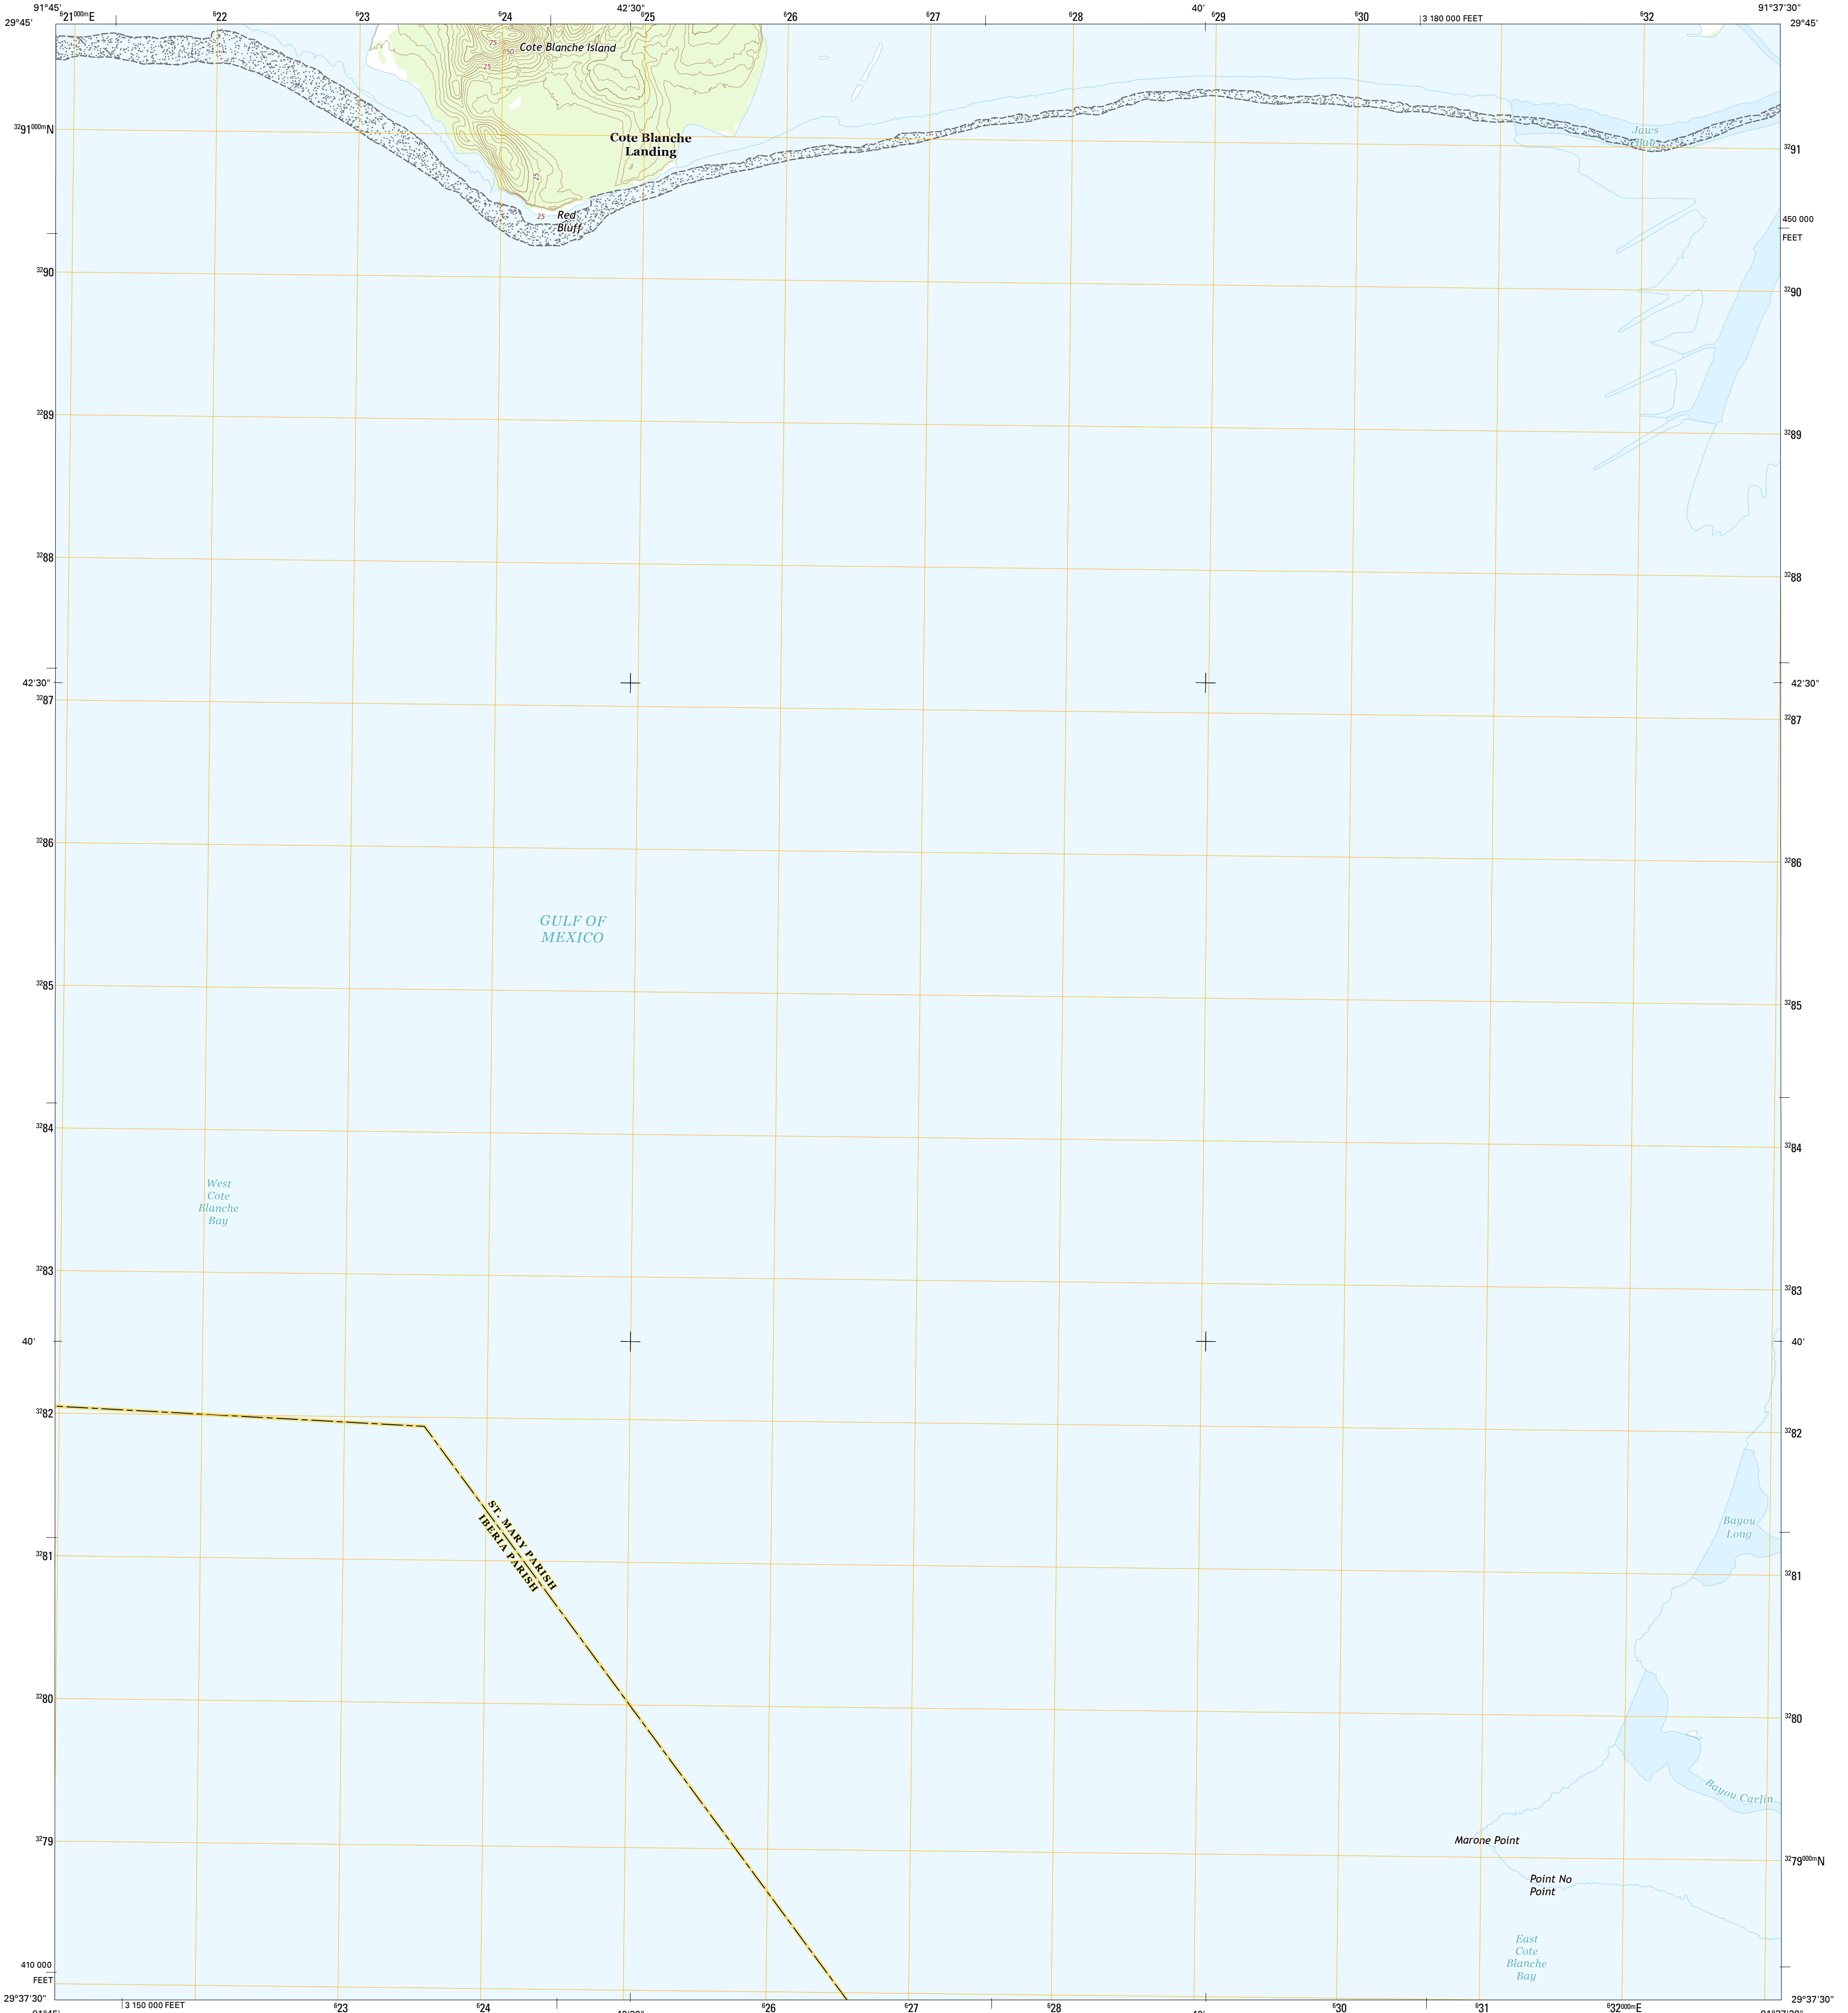 91°45'
⁶21⁰⁰⁰ᵐE
⁶22
⁶23
⁶24
42'30"
⁶25
⁶26
⁶27
⁶28
40'
⁶29
⁶30
3 180 000 FEET
⁶32
91°37'30"
29°45'
29°45'
Cote Blanche Island
75
50
25
³²91⁰⁰⁰ᵐN
Cote Blanche
Landing
Jaws
³²91
25
25
Red
Bluff
450 000
FEET
³²90
³²90
³²89
³²89
³²88
³²88
42'30"
42'30"
³²87
³²87
³²86
³²86
GULF OF
MEXICO
³²85
³²85
³²84
³²84
West
Cote
Blanche
Bay
³²83
³²83
40'
40'
³²82
³²82
ST. MARY PARISH
IBERIA PARISH
Bayou
Long
³²81
³²81
³²80
³²80
Bayou Carlin
³²79
Marone Point
³²79⁰⁰⁰ᵐN
Point No
Point
East
Cote
Blanche
Bay
410 000
FEET
29°37'30"
29°37'30"
3 150 000 FEET
⁶23
⁶24
⁶26
⁶27
⁶28
⁶30
⁶31
⁶32⁰⁰⁰ᵐE